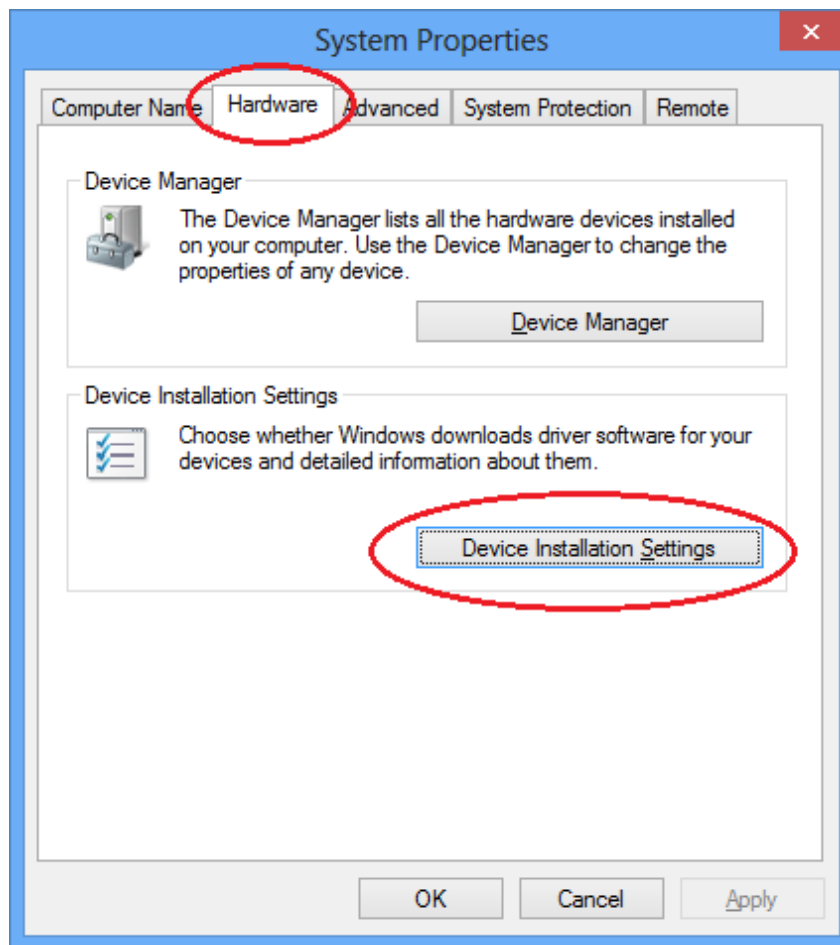 System Properties
Computer Name Hardware Advanced System Protection Remote
Device Manager
The Device Manager lists all the hardware devices installed
on your computer. Use the Device Manager to change the
properties of any device.
Device Manager
Device Installation Settings
Choose whether Windows downloads driver software for your
devices and detailed information about them.
Device Installation Settings
OK Cancel Apply